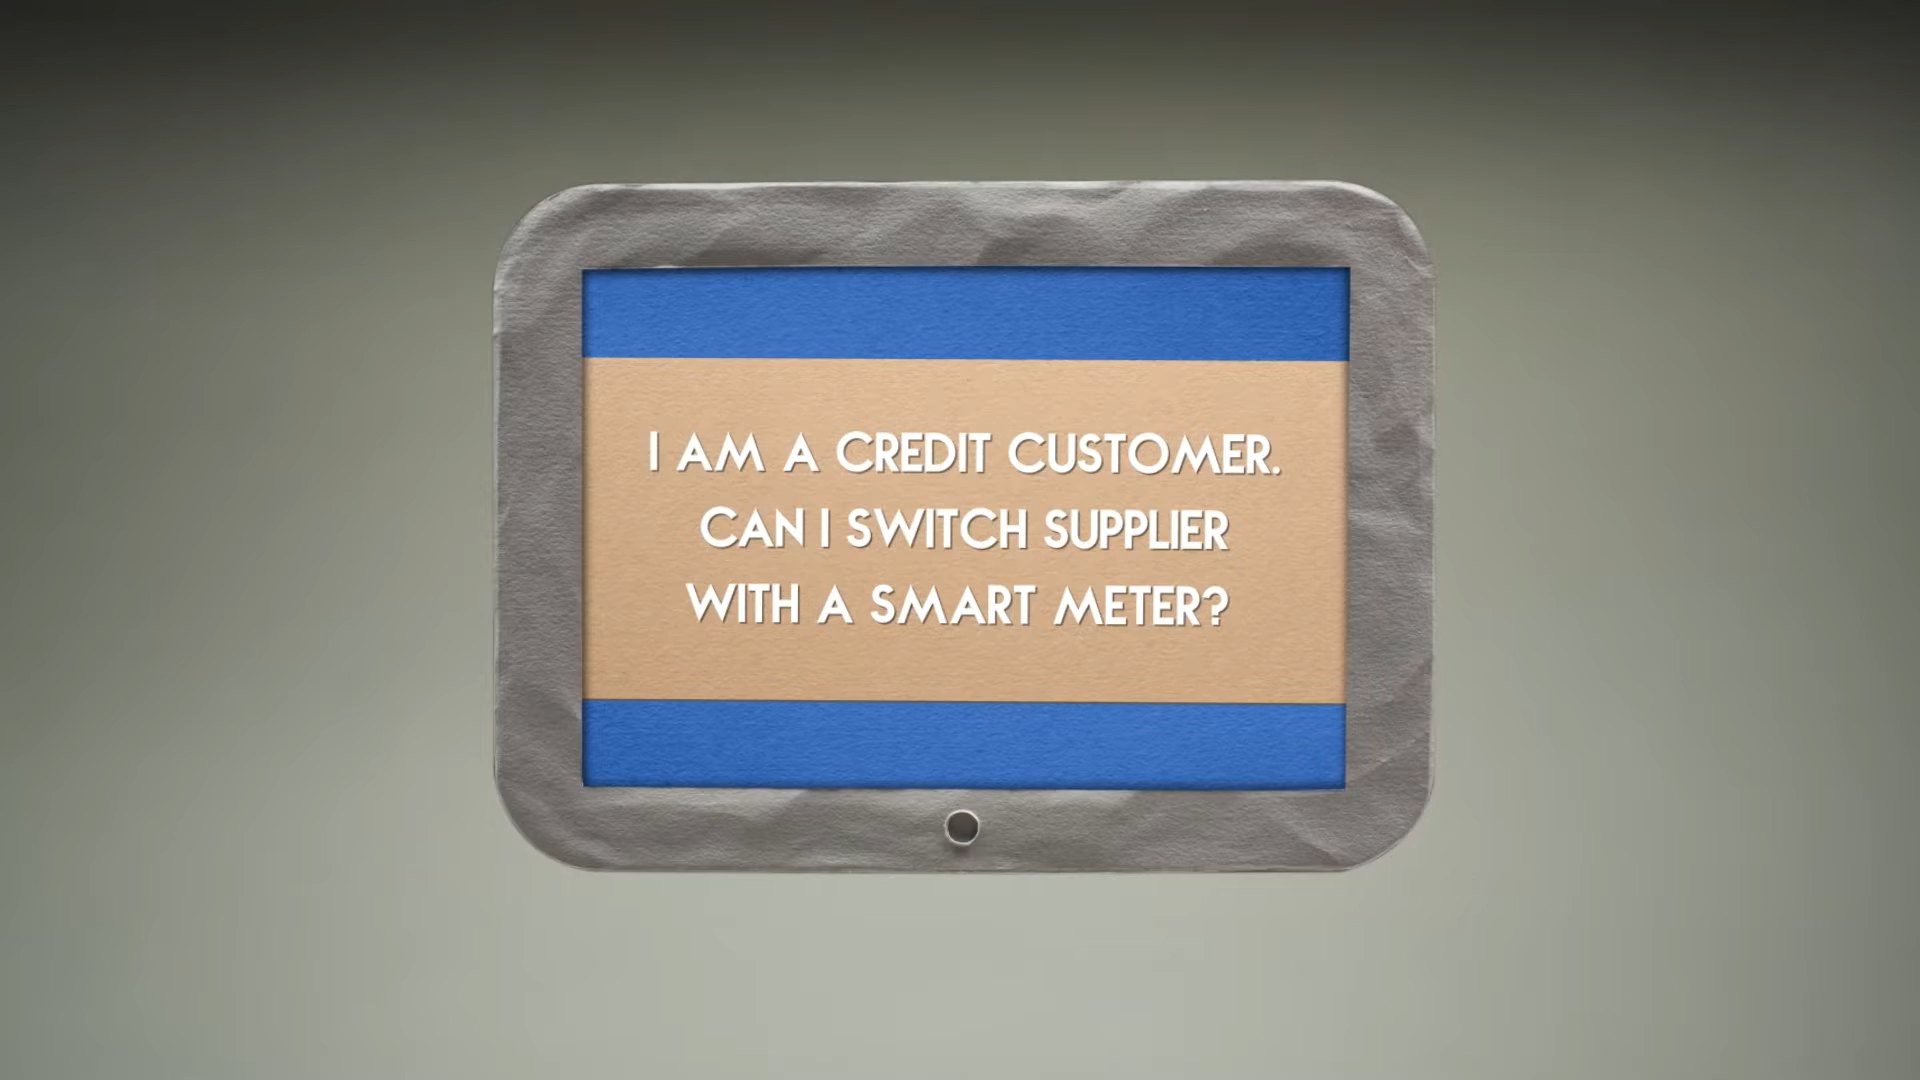 I AM A CREDIT CUSTOMER.
CAN I SWITCH SUPPLIER
WITH A SMART METER?